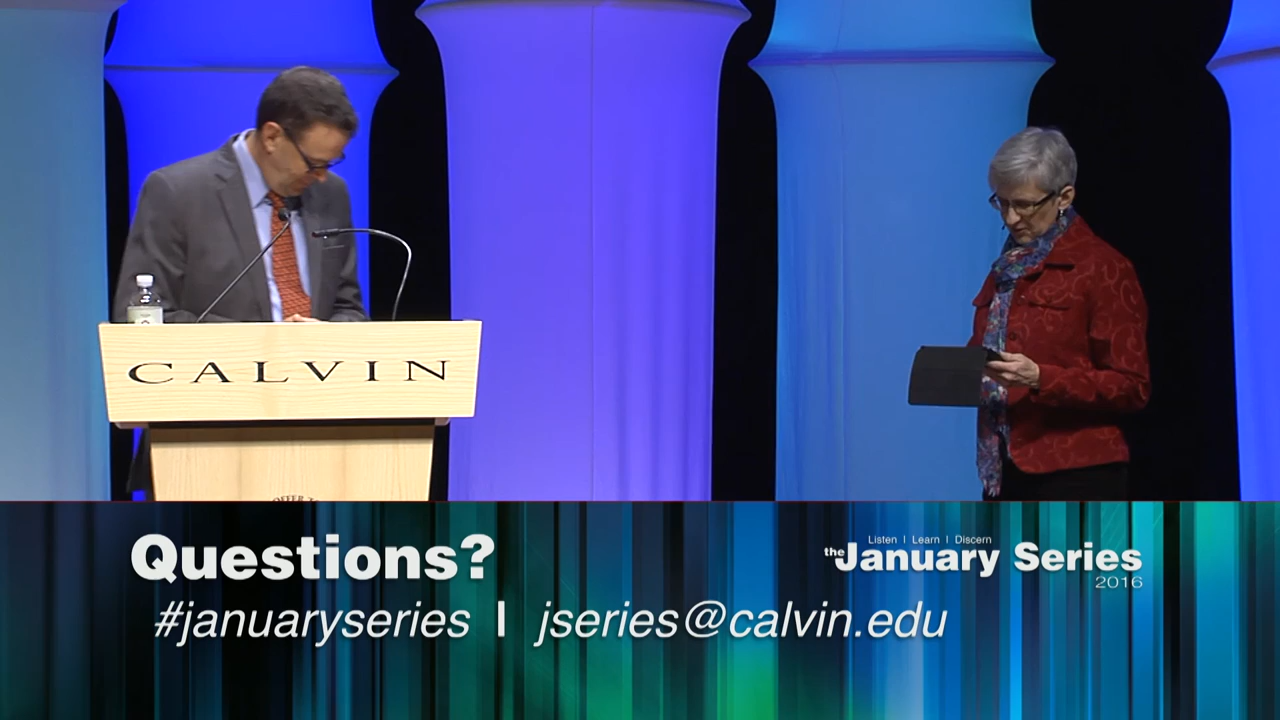 CALVIN
Questions?
#januaryseries | jseries@calvin.edu
Listen | Learn | Discern
the January Series
2016